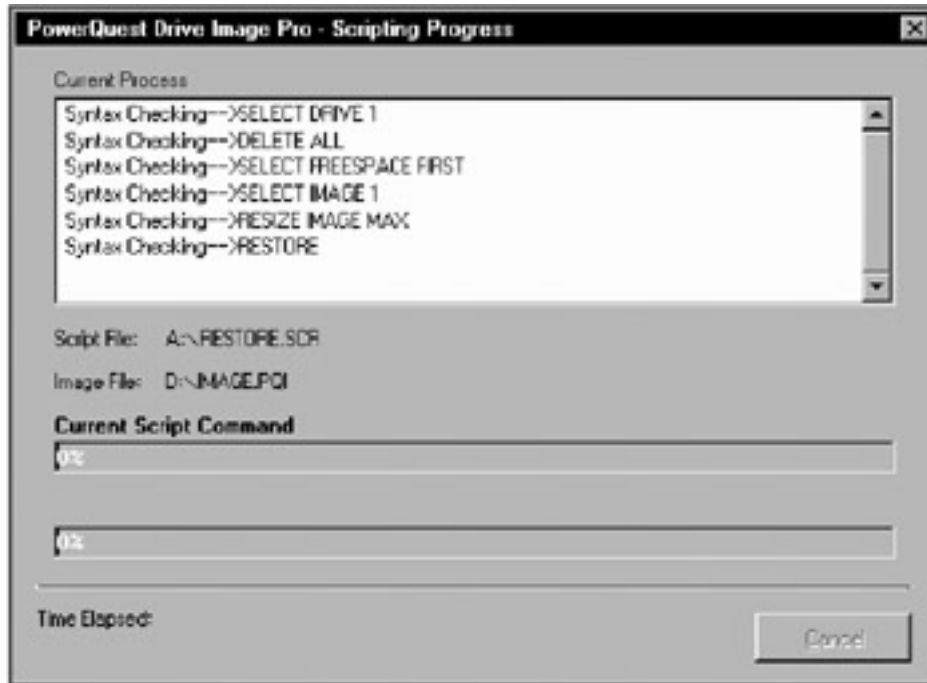 PowerQuest Drive Image Pro - Scripting Progress
Current Process
Syntax Checking-->SELECT DRIVE 1
Syntax Checking-->DELETE ALL
Syntax Checking-->SELECT FREESPACE FIRST
Syntax Checking-->SELECT IMAGE 1
Syntax Checking-->RESIZE IMAGE MAX
Syntax Checking-->RESTORE
Script File: A:\RESTORE.SCR
Image File: D:\IMAGE.PQI
Current Script Command
0%
0%
Time Elapsed:
Cancel